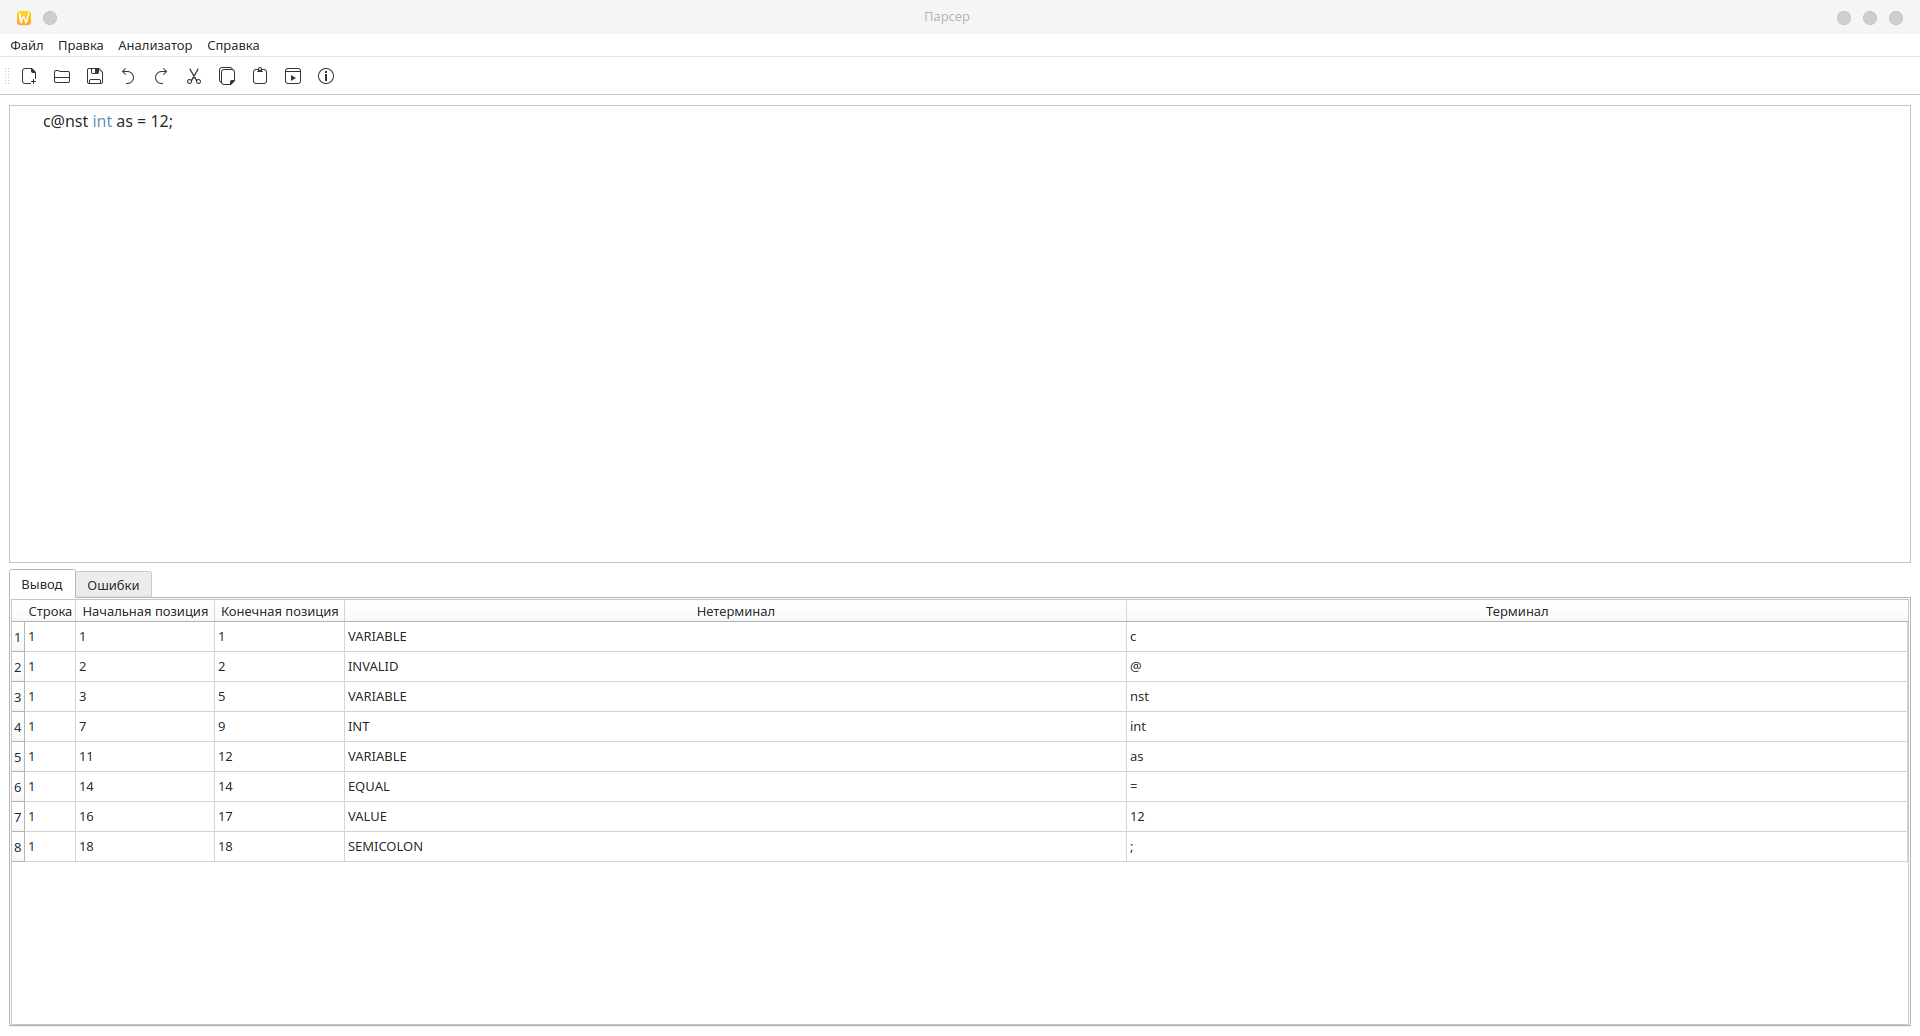 Парсер
Файл Правка Анализатор Справка
c@nst int as = 12;
Вывод Ошибки
Строка Начальная позиция Конечная позиция Нетерминал Терминал
1 1 1 1 VARIABLE c
2 1 2 2 INVALID @
3 1 3 5 VARIABLE nst
4 1 7 9 INT int
5 1 11 12 VARIABLE as
6 1 14 14 EQUAL =
7 1 16 17 VALUE 12
8 1 18 18 SEMICOLON ;